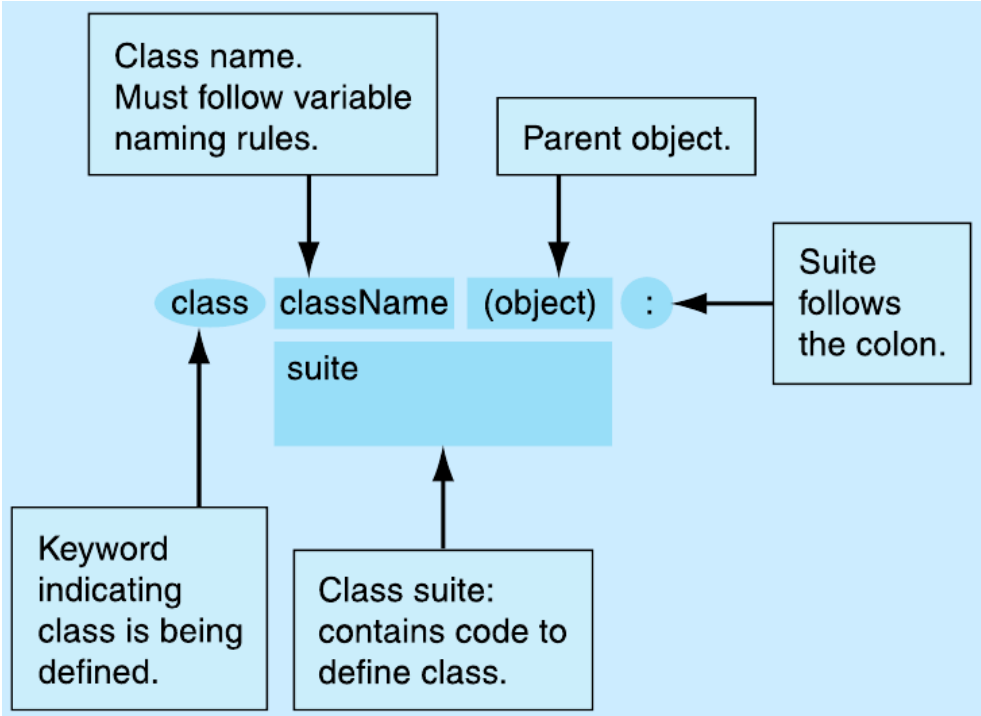 Class name.
Must follow variable
naming rules.
Parent object.
class className (object) :
Suite
follows
the colon.
suite
Keyword
indicating
class is being
defined.
Class suite:
contains code to
define class.